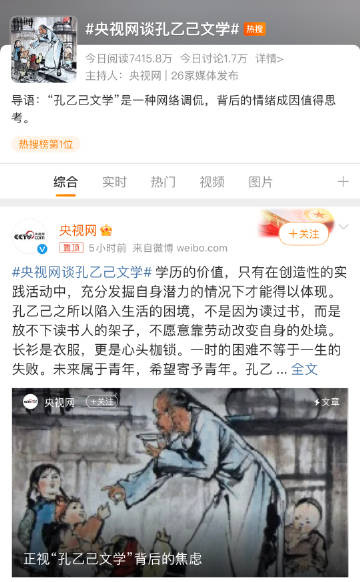 #央视网谈孔乙己文学# 热搜
今日阅读7415.8万 今日讨论1.7万 详情>
主持人：央视网 | 26家媒体发布
导语：“孔乙己文学”是一种网络调侃，背后的情绪成因值得思
考。
热搜榜第1位
综合 实时 热门 视频 图片
CCTV.com 央视网
+关注
置顶 5小时前 来自微博 weibo.com
#央视网谈孔乙己文学# 学历的价值，只有在创造性的实
践活动中，充分发掘自身潜力的情况下才能得以体现。
孔乙己之所以陷入生活的困境，不是因为读过书，而是
放不下读书人的架子，不愿意靠劳动改变自身的处境。
长衫是衣服，更是心头枷锁。一时的困难不等于一生的
失败。未来属于青年，希望寄予青年。孔乙 ... 全文
央视网 +关注 文章
正视“孔乙己文学”背后的焦虑